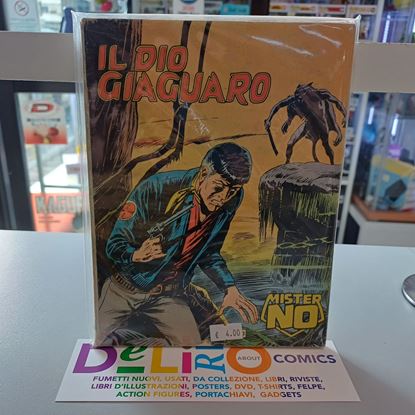 IL DIO
GIAGUARO
MISTER
NO
€ 4.00
DeLiRiO ABOUT COMICS
FUMETTI NUOVI, USATI, DA COLLEZIONE, LIBRI, RIVISTE,
LIBRI D'ILLUSTRAZIONI, POSTERS, DVD, T-SHIRTS, FELPE,
ACTION FIGURES, PORTACHIAVI, GADGETS